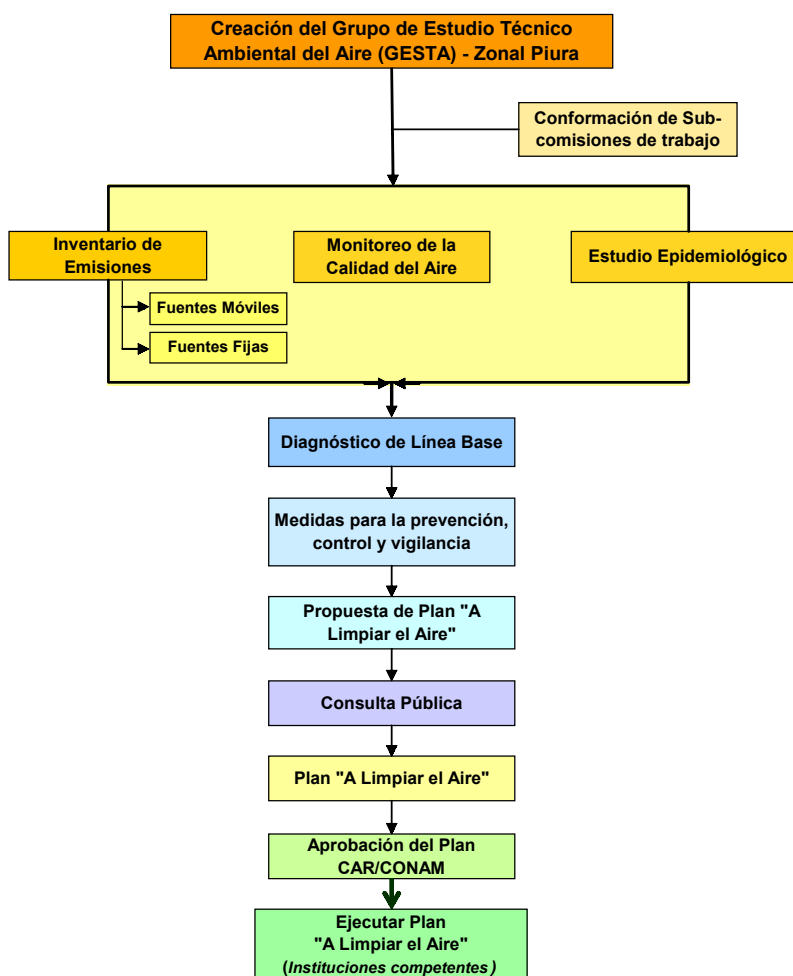 Creación del Grupo de Estudio Técnico
Ambiental del Aire (GESTA) - Zonal Piura
Conformación de Sub-
comisiones de trabajo
Inventario de
Emisiones
Monitoreo de la
Calidad del Aire
Estudio Epidemiológico
Fuentes Móviles
Fuentes Fijas
Diagnóstico de Línea Base
Medidas para la prevención,
control y vigilancia
Propuesta de Plan "A
Limpiar el Aire"
Consulta Pública
Plan "A Limpiar el Aire"
Aprobación del Plan
CAR/CONAM
Ejecutar Plan
"A Limpiar el Aire"
(Instituciones competentes)